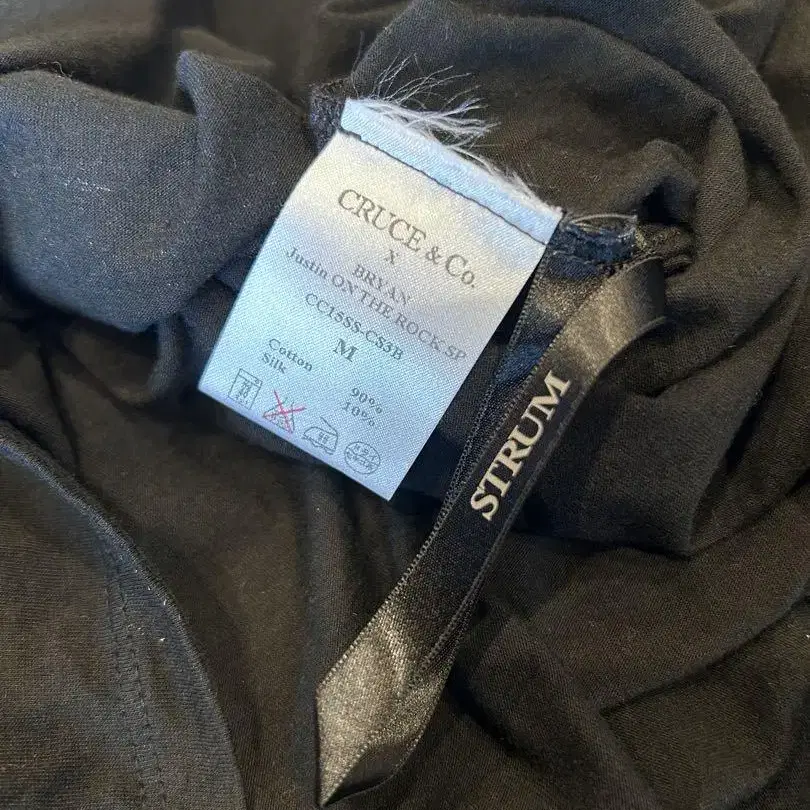 CRUCE & Co.
X
BRYAN
Justin ON THE ROCK SP
CC15SS-CS3B
M
Cotton 90%
Silk 10%
STRUM